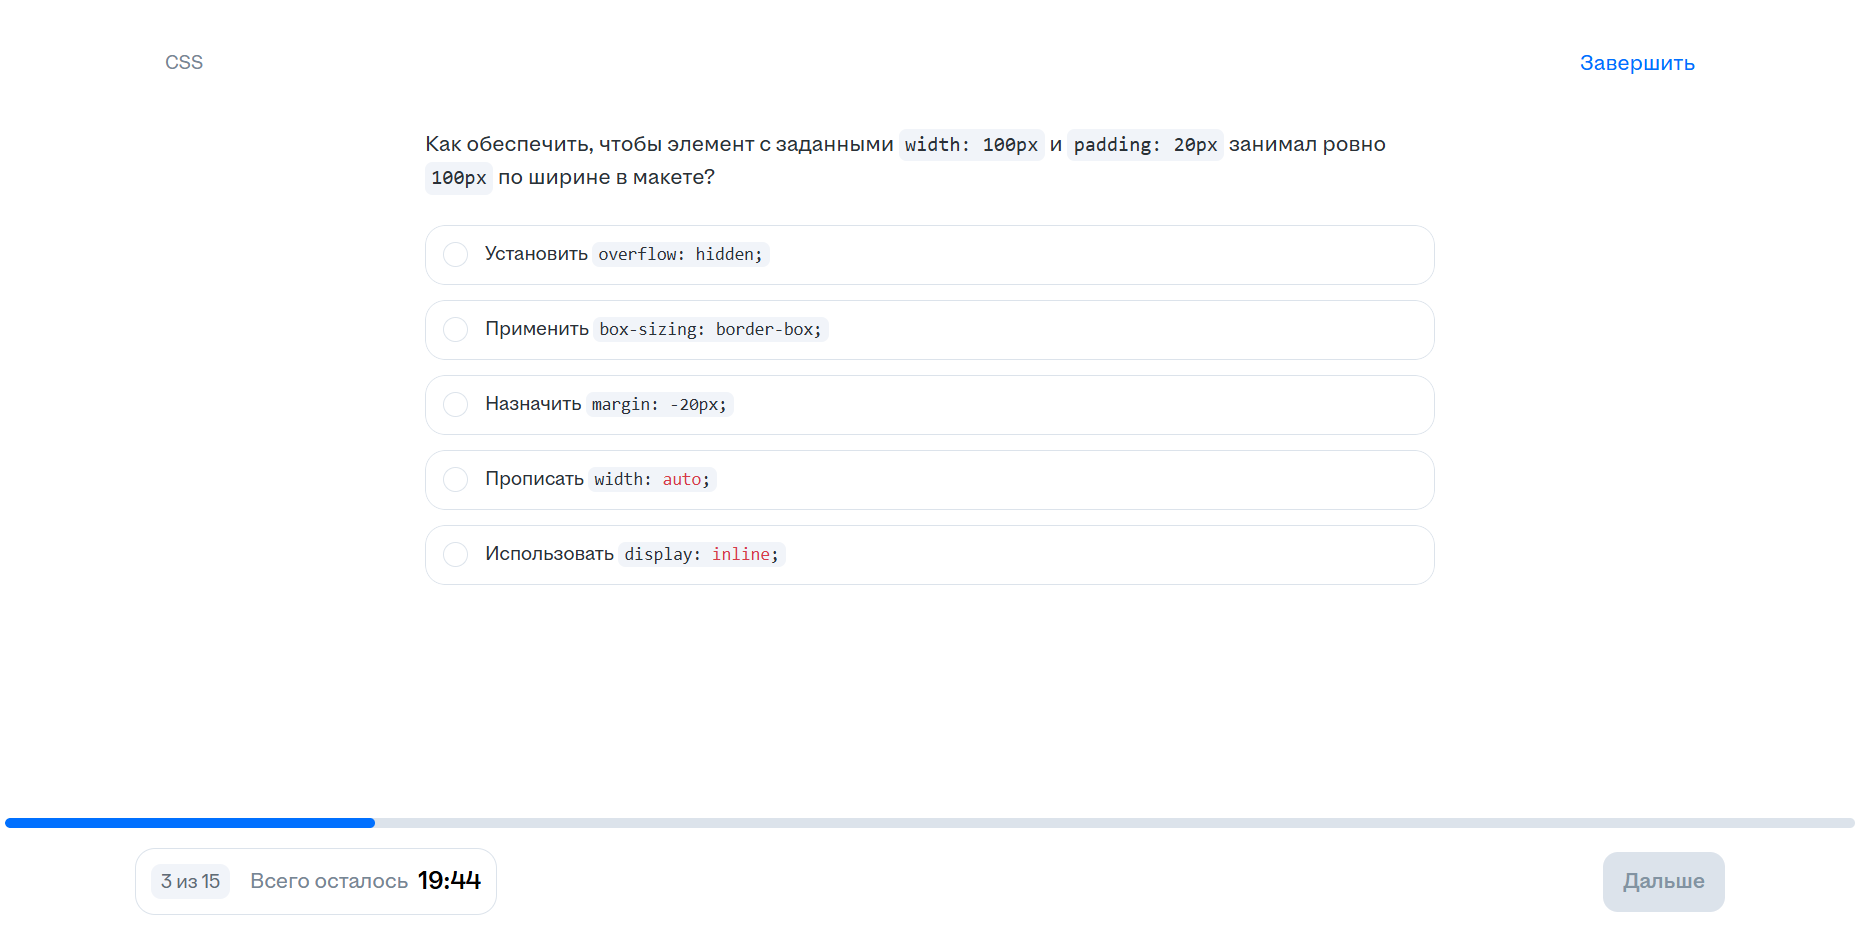 CSS
Завершить
Как обеспечить, чтобы элемент с заданными width: 100px и padding: 20px занимал ровно
100px по ширине в макете?
Установить overflow: hidden;
Применить box-sizing: border-box;
Назначить margin: -20px;
Прописать width: auto;
Использовать display: inline;
3 из 15 Всего осталось 19:44
Дальше